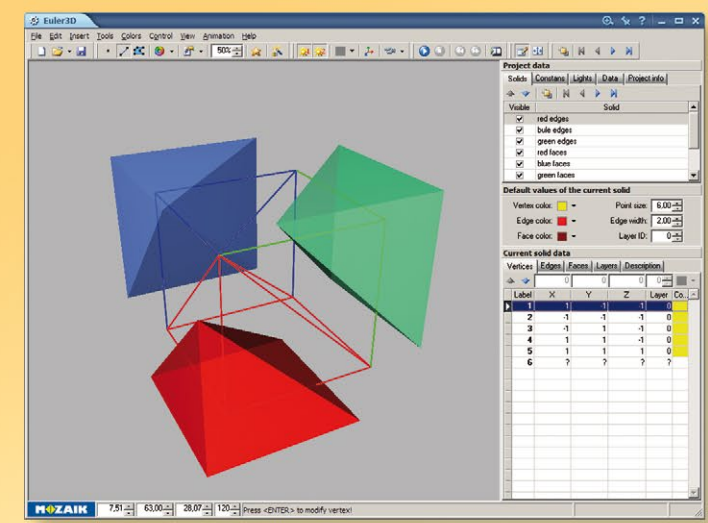 Euler3D
File Edit Insert Tools Colors Control View Animation Help
50%
Project data
Solids Constans Lights Data Project info
Visible Solid
red edges
bule edges
green edges
red faces
blue faces
green faces
Default values of the current solid
Vertex color: Point size: 6,00
Edge color: Edge width: 2,00
Face color: Layer ID: 0
Current solid data
Vertices Edges Faces Layers Description
0 0 0 0
Label X Y Z Layer Co...
1 1 -1 -1 0
2 -1 -1 -1 0
3 -1 1 -1 0
4 1 1 -1 0
5 1 1 1 0
6 ? ? ? ?
MOZAIK 7,51 63,00 28,07 120 Press <ENTER> to modify vertex!